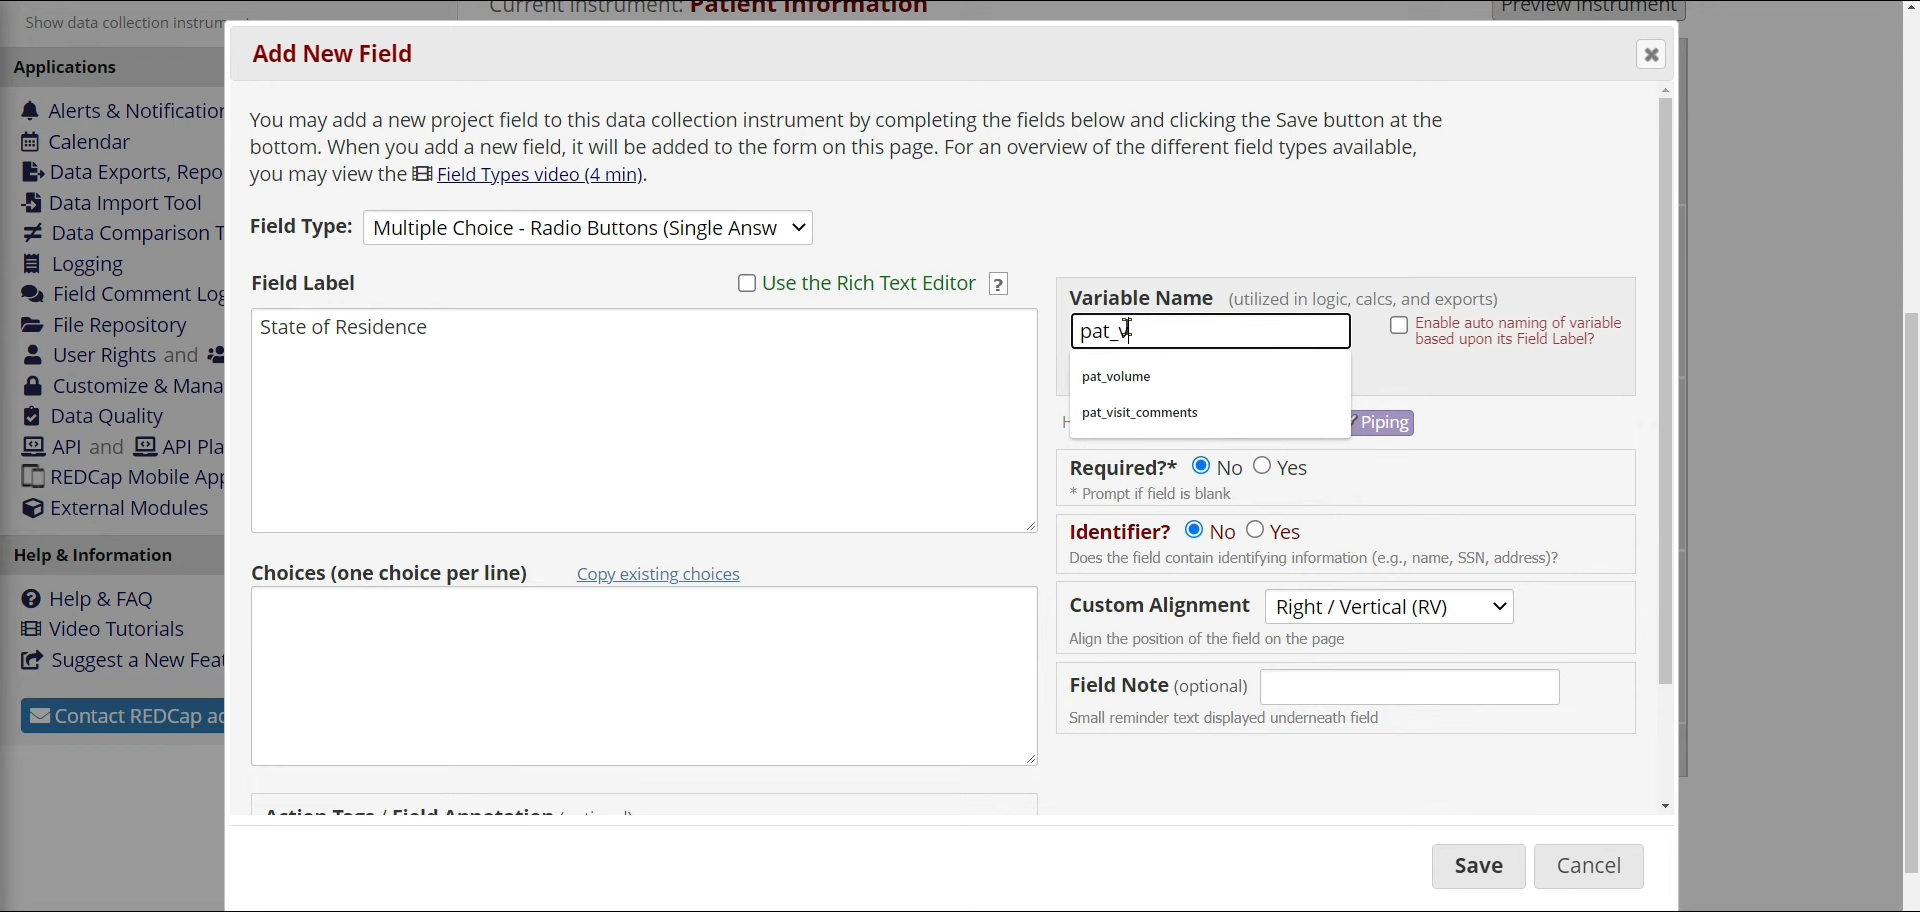 Show data collection instrum
Current Instrument: Patient Information
Preview Instrument
Applications
Alerts & Notification
Calendar
Data Exports, Repo
Data Import Tool
Data Comparison T
Logging
Field Comment Log
File Repository
User Rights and
Customize & Mana
Data Quality
API and API Pla
REDCap Mobile App
External Modules
Help & Information
Help & FAQ
Video Tutorials
Suggest a New Feat
Contact REDCap ad
Add New Field
You may add a new project field to this data collection instrument by completing the fields below and clicking the Save button at the
bottom. When you add a new field, it will be added to the form on this page. For an overview of the different field types available,
you may view the Field Types video (4 min).
Field Type: Multiple Choice - Radio Buttons (Single Answ
Field Label
Use the Rich Text Editor ?
State of Residence
Choices (one choice per line) Copy existing choices
Action Tags / Field Annotation (optional)
Variable Name (utilized in logic, calcs, and exports)
pat_v
Enable auto naming of variable
based upon its Field Label?
pat_volume
pat_visit_comments
H
Piping
Required?* No Yes
* Prompt if field is blank
Identifier? No Yes
Does the field contain identifying information (e.g., name, SSN, address)?
Custom Alignment Right / Vertical (RV)
Align the position of the field on the page
Field Note (optional)
Small reminder text displayed underneath field
Save Cancel